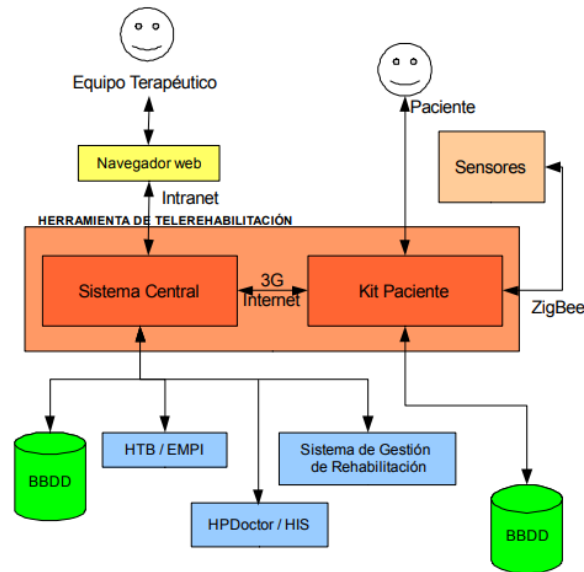 Equipo Terapéutico
Paciente
Navegador web
Sensores
Intranet
HERRAMIENTA DE TELEREHABILITACIÓN
Sistema Central
3G
Internet
Kit Paciente
ZigBee
BBDD
HTB / EMPI
Sistema de Gestión
de Rehabilitación
HPDoctor / HIS
BBDD